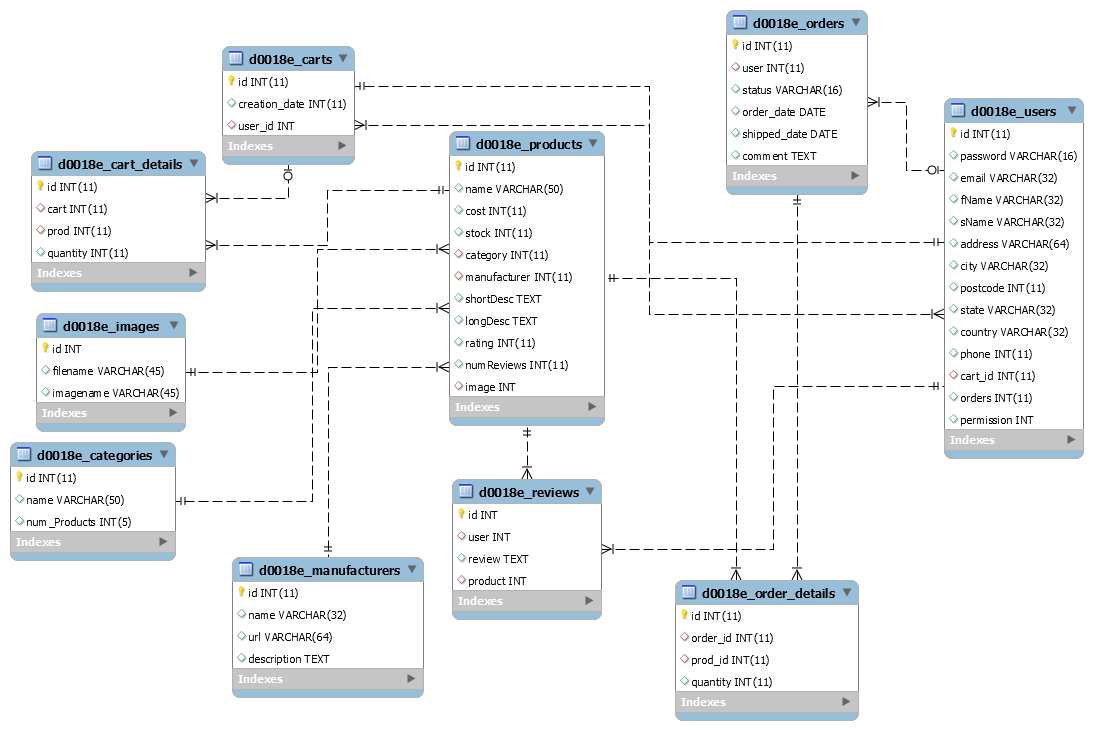 d0018e_orders
id INT(11)
user INT(11)
status VARCHAR(16)
order_date DATE
shipped_date DATE
comment TEXT
Indexes
d0018e_carts
id INT(11)
creation_date INT(11)
user_id INT
Indexes
d0018e_users
id INT(11)
password VARCHAR(16)
email VARCHAR(32)
fName VARCHAR(32)
sName VARCHAR(32)
address VARCHAR(64)
city VARCHAR(32)
postcode INT(11)
state VARCHAR(32)
country VARCHAR(32)
phone INT(11)
cart_id INT(11)
orders INT(11)
permission INT
Indexes
d0018e_products
id INT(11)
name VARCHAR(50)
cost INT(11)
stock INT(11)
category INT(11)
manufacturer INT(11)
shortDesc TEXT
longDesc TEXT
rating INT(11)
numReviews INT(11)
image INT
Indexes
d0018e_cart_details
id INT(11)
cart INT(11)
prod INT(11)
quantity INT(11)
Indexes
d0018e_images
id INT
filename VARCHAR(45)
imagename VARCHAR(45)
Indexes
d0018e_categories
id INT(11)
name VARCHAR(50)
num_Products INT(5)
Indexes
d0018e_reviews
id INT
user INT
review TEXT
product INT
Indexes
d0018e_manufacturers
id INT(11)
name VARCHAR(32)
url VARCHAR(64)
description TEXT
Indexes
d0018e_order_details
id INT(11)
order_id INT(11)
prod_id INT(11)
quantity INT(11)
Indexes